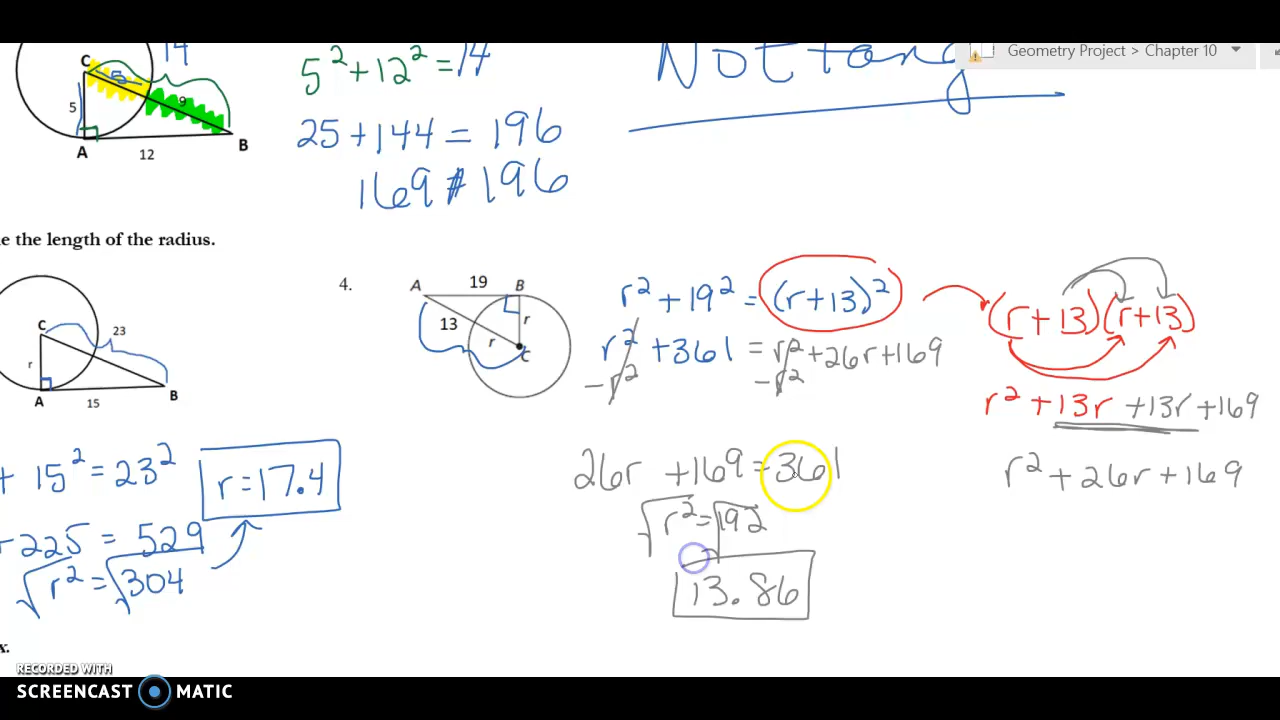 Geometry Project > Chapter 10
14
C
5
9
5
A
12
B
5² + 12² = 14
25 + 144 = 196
169 ≠ 196
Not tang
e the length of the radius.
C
23
r
A
15
B
+ 15² = 23²
+ 225 = 529
√r² = √304
r = 17.4
4.
A
19
B
13
r
r
C
r² + 19² = (r+13)²
r² + 361 = r² + 26r + 169
-r² -r²
26r + 169 = 361
√r² = √192
13.86
(r+13)(r+13)
r² + 13r + 13r + 169
r² + 26r + 169
x.
RECORDED WITH
SCREENCAST MATIC